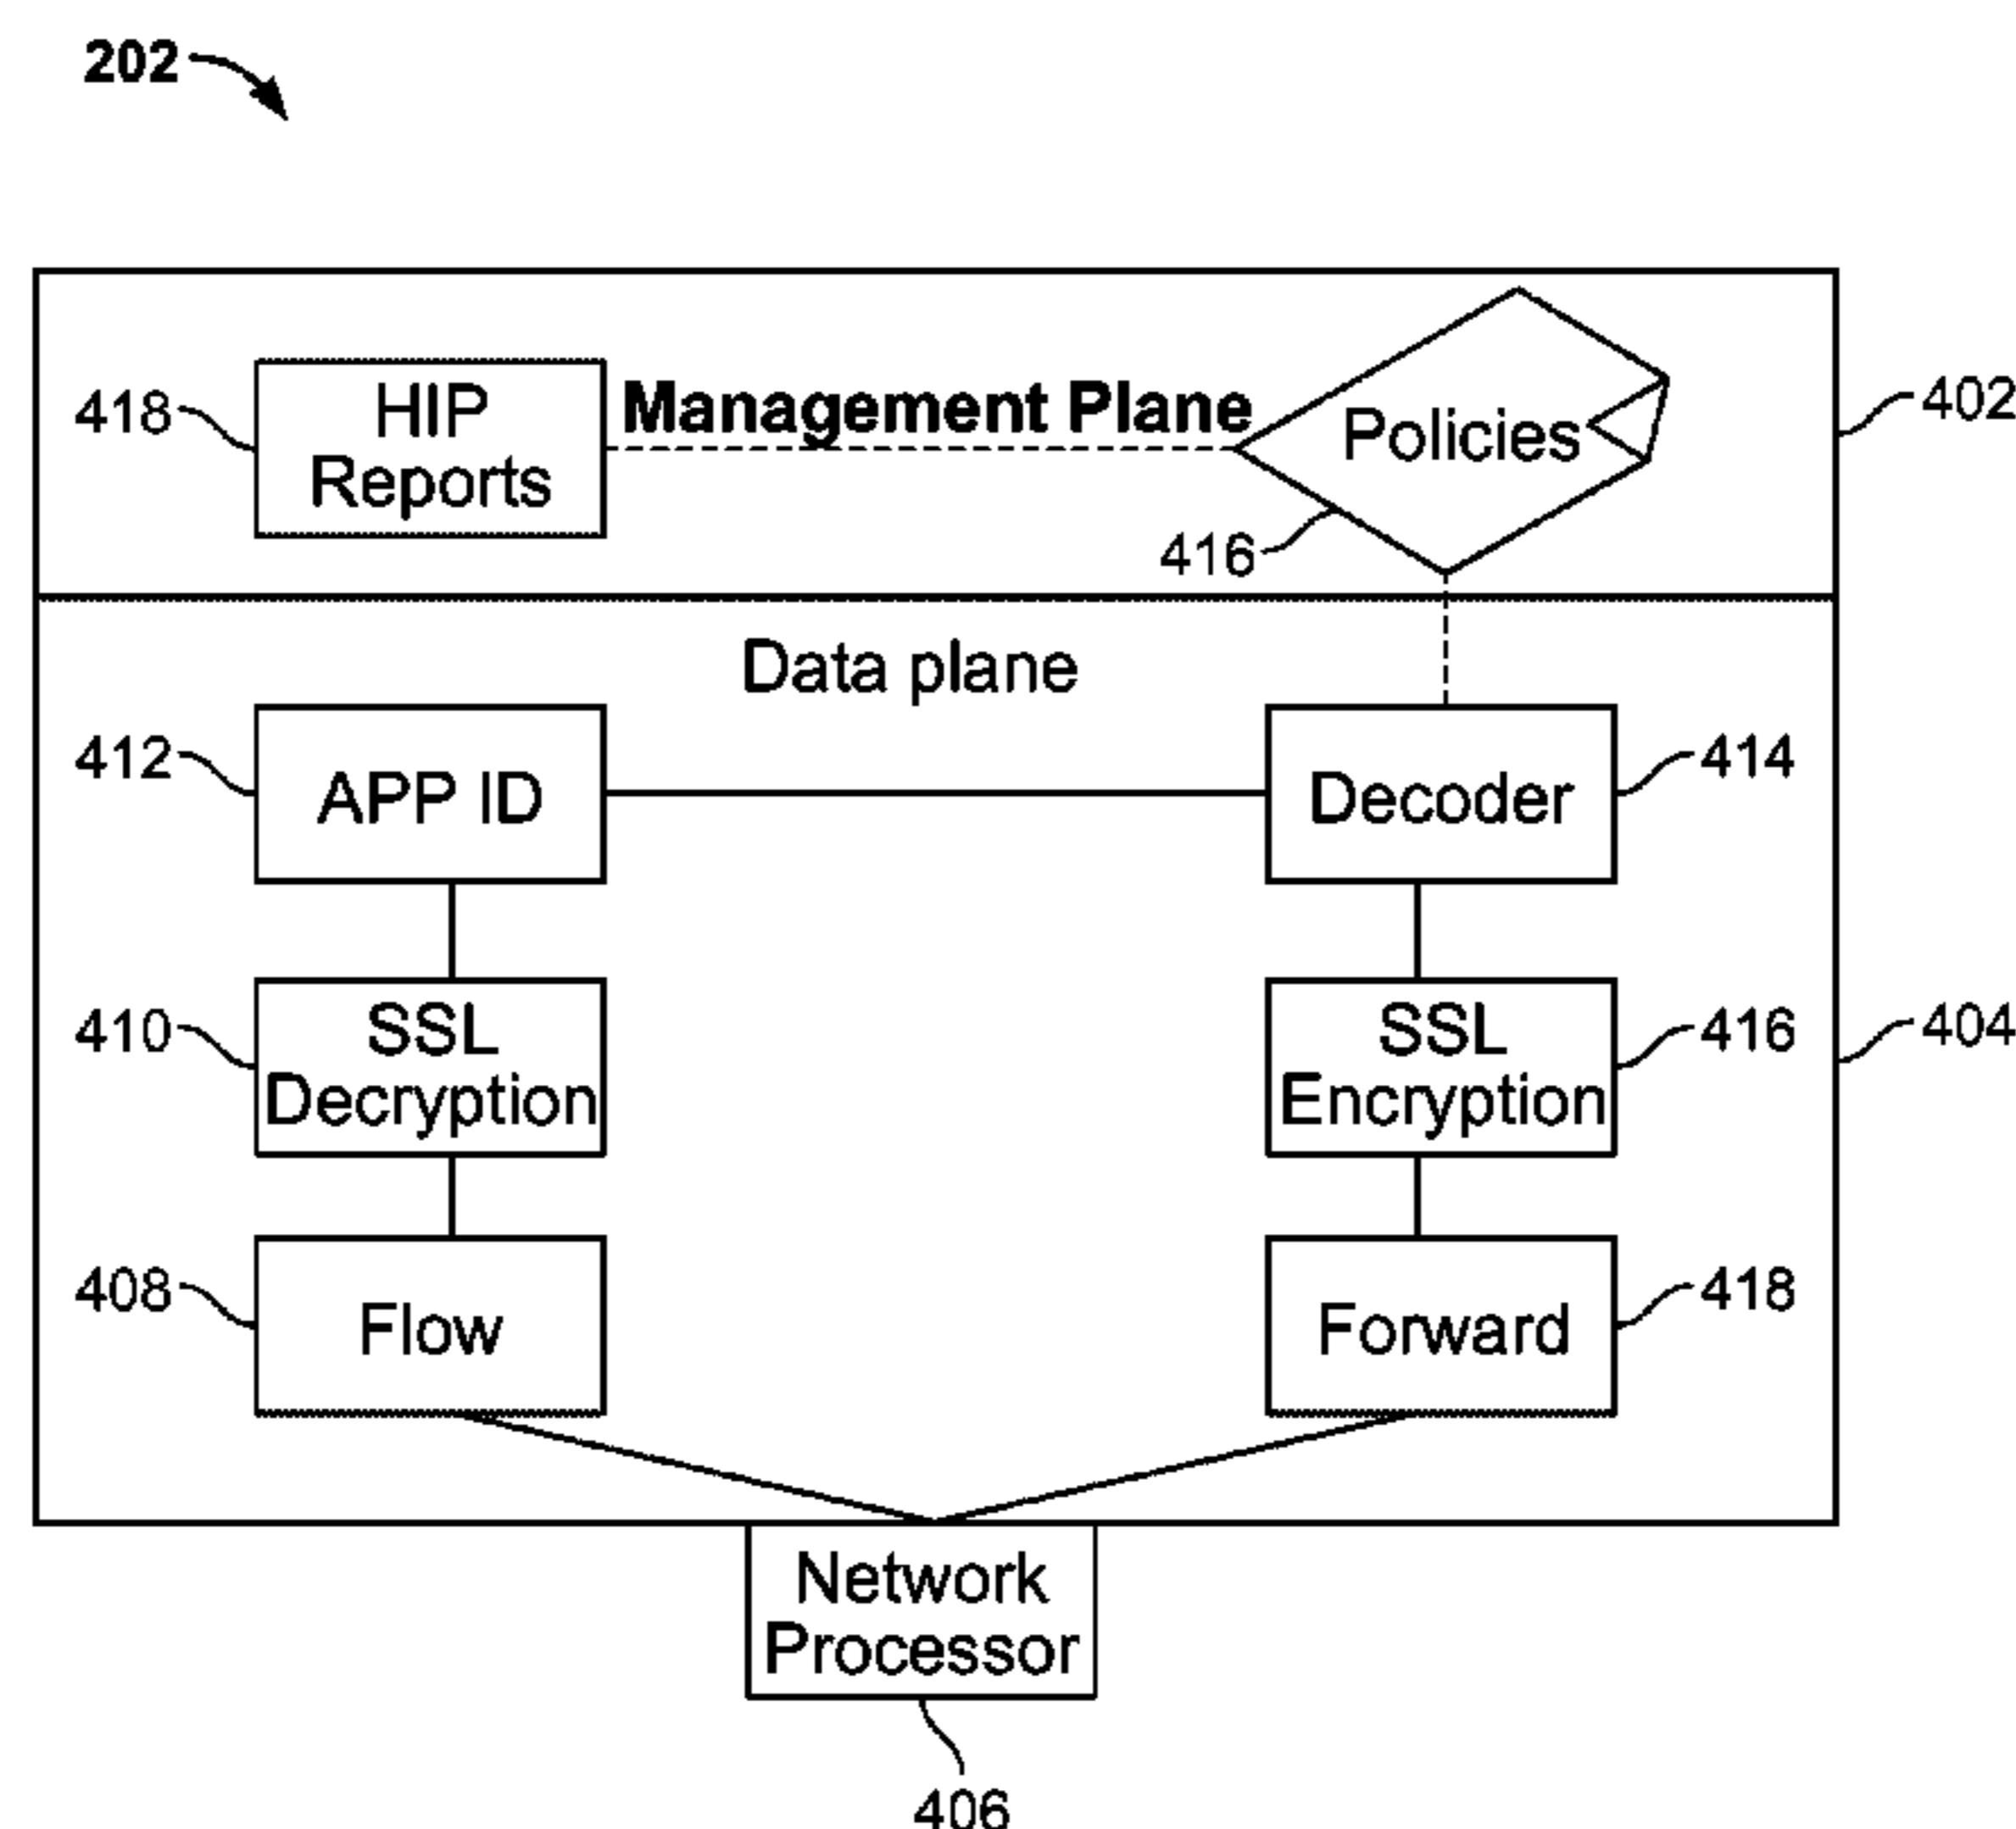 202
418
HIP
Reports
Management Plane
Policies
402
416
Data plane
412
APP ID
Decoder
414
410
SSL
Decryption
SSL
Encryption
416
404
408
Flow
Forward
418
Network
Processor
406